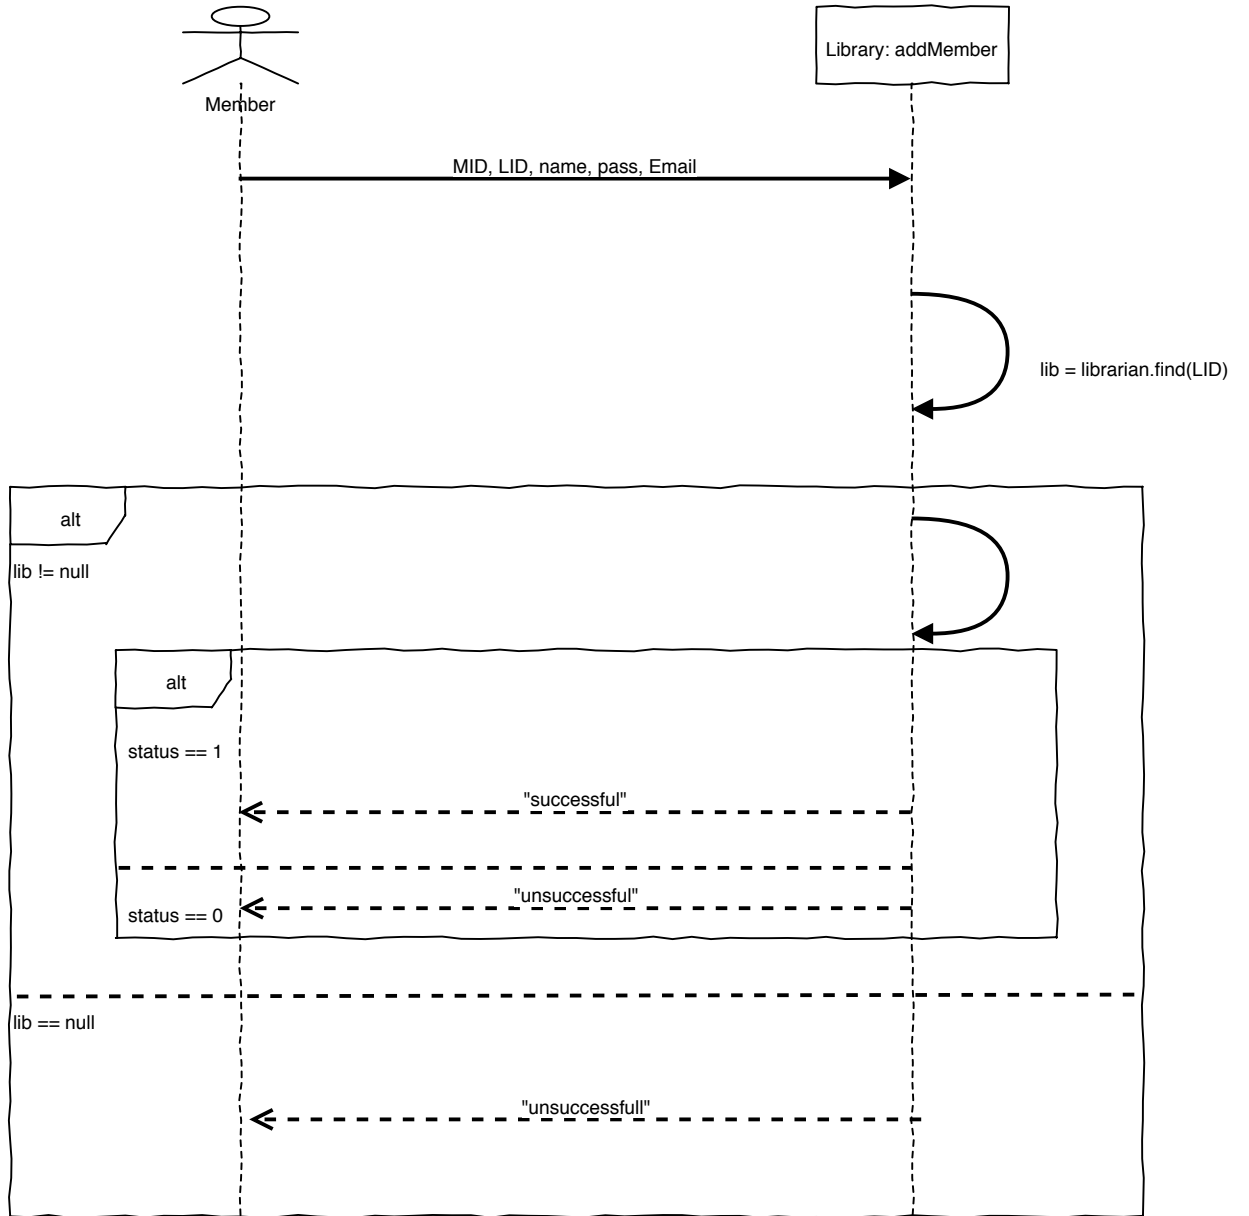 Library: addMember
Member
MID, LID, name, pass, Email
lib = librarian.find(LID)
alt
lib != null
alt
status == 1
"successful"
"unsuccessful"
status == 0
lib == null
"unsuccessfull"